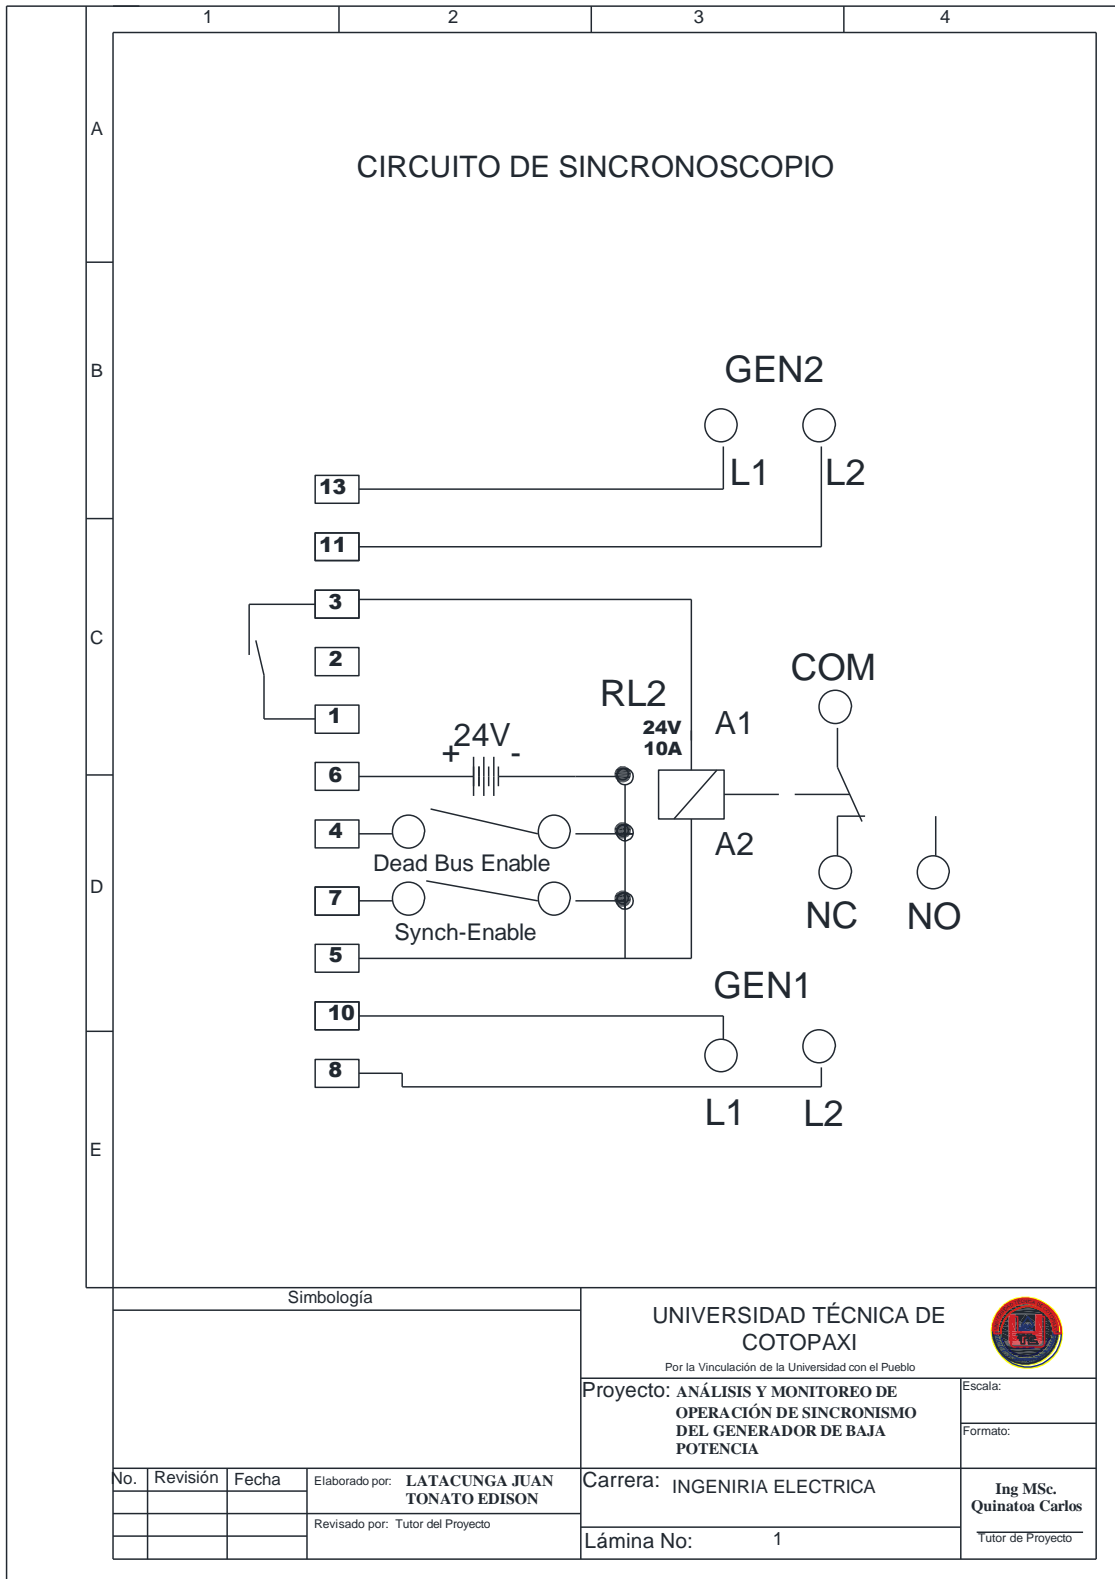 1 2 3 4
A
CIRCUITO DE SINCRONOSCOPIO
B
GEN2
L1 L2
13
11
3
C
2
COM
RL2
1
24V
10A
A1
24V
+ -
6
4
A2
Dead Bus Enable
D
7
NC NO
Synch-Enable
5
GEN1
10
8
L1 L2
E
Simbología
UNIVERSIDAD TÉCNICA DE
COTOPAXI
Por la Vinculación de la Universidad con el Pueblo
Proyecto: ANÁLISIS Y MONITOREO DE
OPERACIÓN DE SINCRONISMO
DEL GENERADOR DE BAJA
POTENCIA
Escala:
Formato:
No. Revisión Fecha
Elaborado por: LATACUNGA JUAN
TONATO EDISON
Revisado por: Tutor del Proyecto
Carrera: INGENIRIA ELECTRICA
Lámina No: 1
Ing MSc.
Quinatoa Carlos
Tutor de Proyecto